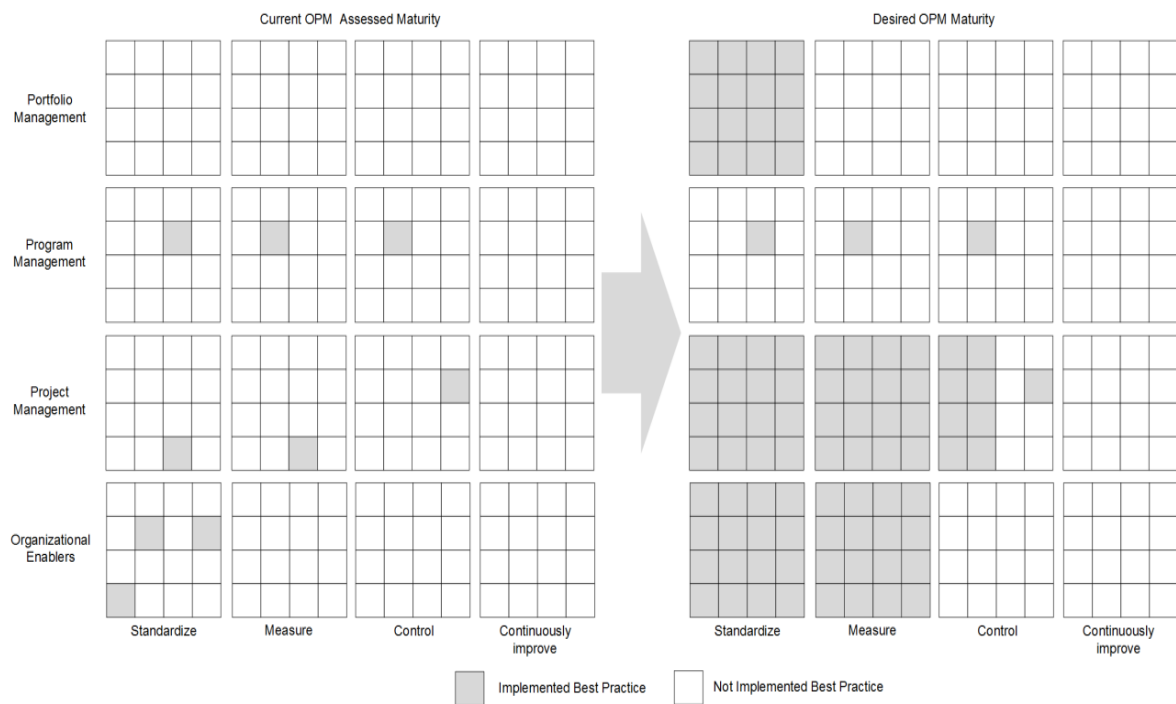 Current OPM  Assessed Maturity
Desired OPM Maturity
Portfolio
Management
Program
Management
Project
Management
Organizational
Enablers
Standardize
Measure
Control
Continuously
improve
Standardize
Measure
Control
Continuously
improve
Implemented Best Practice
Not Implemented Best Practice